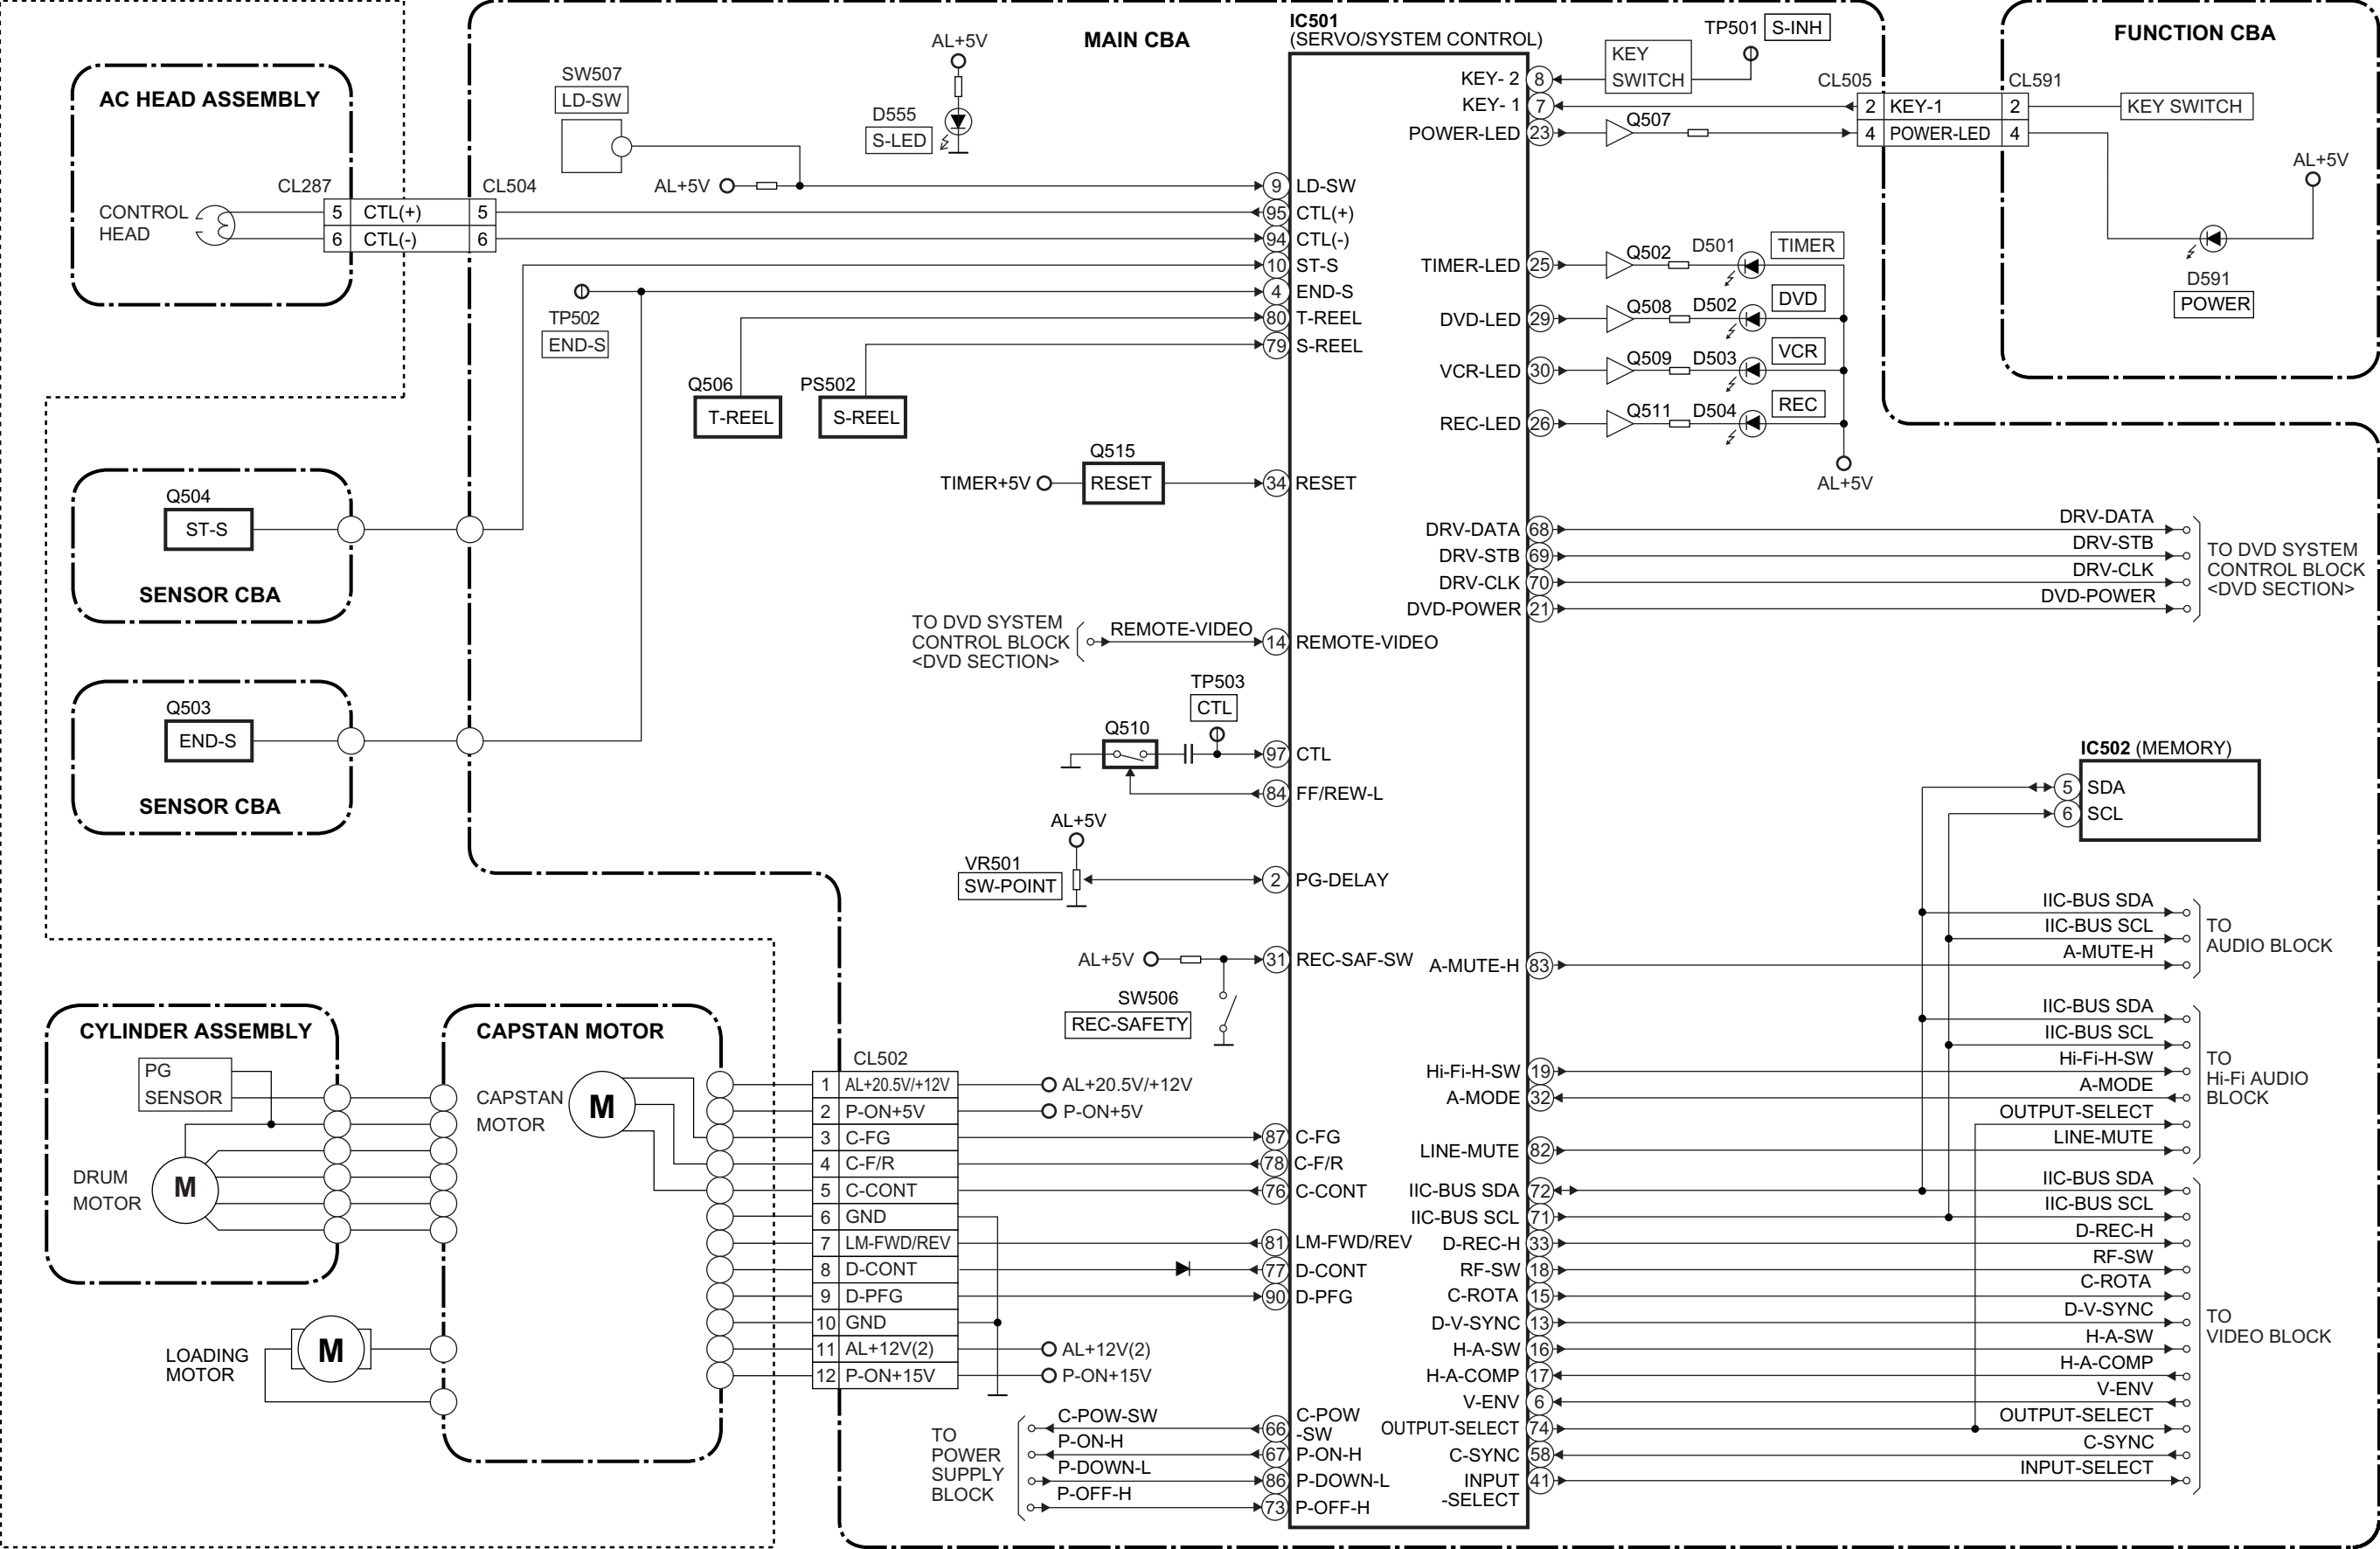 MAIN CBA
IC501
(SERVO/SYSTEM CONTROL)
TP501 S-INH
FUNCTION CBA
AC HEAD ASSEMBLY
SW507
LD-SW
AL+5V
D555
S-LED
KEY
SWITCH
KEY- 2 8
KEY- 1 7
POWER-LED 23
Q507
CL505
CL591
2 KEY-1 2
4 POWER-LED 4
KEY SWITCH
AL+5V
D591
POWER
CL287
CL504
CONTROL
HEAD
5 CTL(+) 5
6 CTL(-) 6
AL+5V
9 LD-SW
95 CTL(+)
94 CTL(-)
10 ST-S
4 END-S
80 T-REEL
79 S-REEL
TP502
END-S
Q506
T-REEL
PS502
S-REEL
TIMER-LED 25 Q502 D501 TIMER
DVD-LED 29 Q508 D502 DVD
VCR-LED 30 Q509 D503 VCR
REC-LED 26 Q511 D504 REC
AL+5V
Q515
TIMER+5V RESET 34 RESET
Q504
ST-S
SENSOR CBA
DRV-DATA 68 DRV-DATA
DRV-STB 69 DRV-STB
DRV-CLK 70 DRV-CLK
DVD-POWER 21 DVD-POWER
TO DVD SYSTEM
CONTROL BLOCK
<DVD SECTION>
TO DVD SYSTEM
CONTROL BLOCK
<DVD SECTION>
REMOTE-VIDEO 14 REMOTE-VIDEO
Q503
END-S
SENSOR CBA
TP503
CTL
Q510
97 CTL
84 FF/REW-L
IC502 (MEMORY)
5 SDA
6 SCL
AL+5V
VR501
SW-POINT
2 PG-DELAY
AL+5V
31 REC-SAF-SW
SW506
REC-SAFETY
IIC-BUS SDA
IIC-BUS SCL
A-MUTE-H 83 A-MUTE-H
TO
AUDIO BLOCK
IIC-BUS SDA
IIC-BUS SCL
Hi-Fi-H-SW 19 Hi-Fi-H-SW
A-MODE 32 A-MODE
OUTPUT-SELECT
LINE-MUTE 82 LINE-MUTE
TO
Hi-Fi AUDIO
BLOCK
CYLINDER ASSEMBLY
PG
SENSOR
DRUM
MOTOR
M
CAPSTAN MOTOR
CAPSTAN
MOTOR
M
LOADING
MOTOR
M
CL502
1 AL+20.5V/+12V AL+20.5V/+12V
2 P-ON+5V P-ON+5V
3 C-FG 87 C-FG
4 C-F/R 78 C-F/R
5 C-CONT 76 C-CONT
6 GND
7 LM-FWD/REV 81 LM-FWD/REV
8 D-CONT 77 D-CONT
9 D-PFG 90 D-PFG
10 GND
11 AL+12V(2) AL+12V(2)
12 P-ON+15V P-ON+15V
IIC-BUS SDA 72 IIC-BUS SDA
IIC-BUS SCL 71 IIC-BUS SCL
D-REC-H 33 D-REC-H
RF-SW 18 RF-SW
C-ROTA 15 C-ROTA
D-V-SYNC 13 D-V-SYNC
H-A-SW 16 H-A-SW
H-A-COMP 17 H-A-COMP
V-ENV 6 V-ENV
OUTPUT-SELECT 74 OUTPUT-SELECT
C-SYNC 58 C-SYNC
INPUT
-SELECT 41 INPUT-SELECT
TO
VIDEO BLOCK
TO
POWER
SUPPLY
BLOCK
C-POW-SW 66 C-POW
-SW
P-ON-H 67 P-ON-H
P-DOWN-L 86 P-DOWN-L
P-OFF-H 73 P-OFF-H